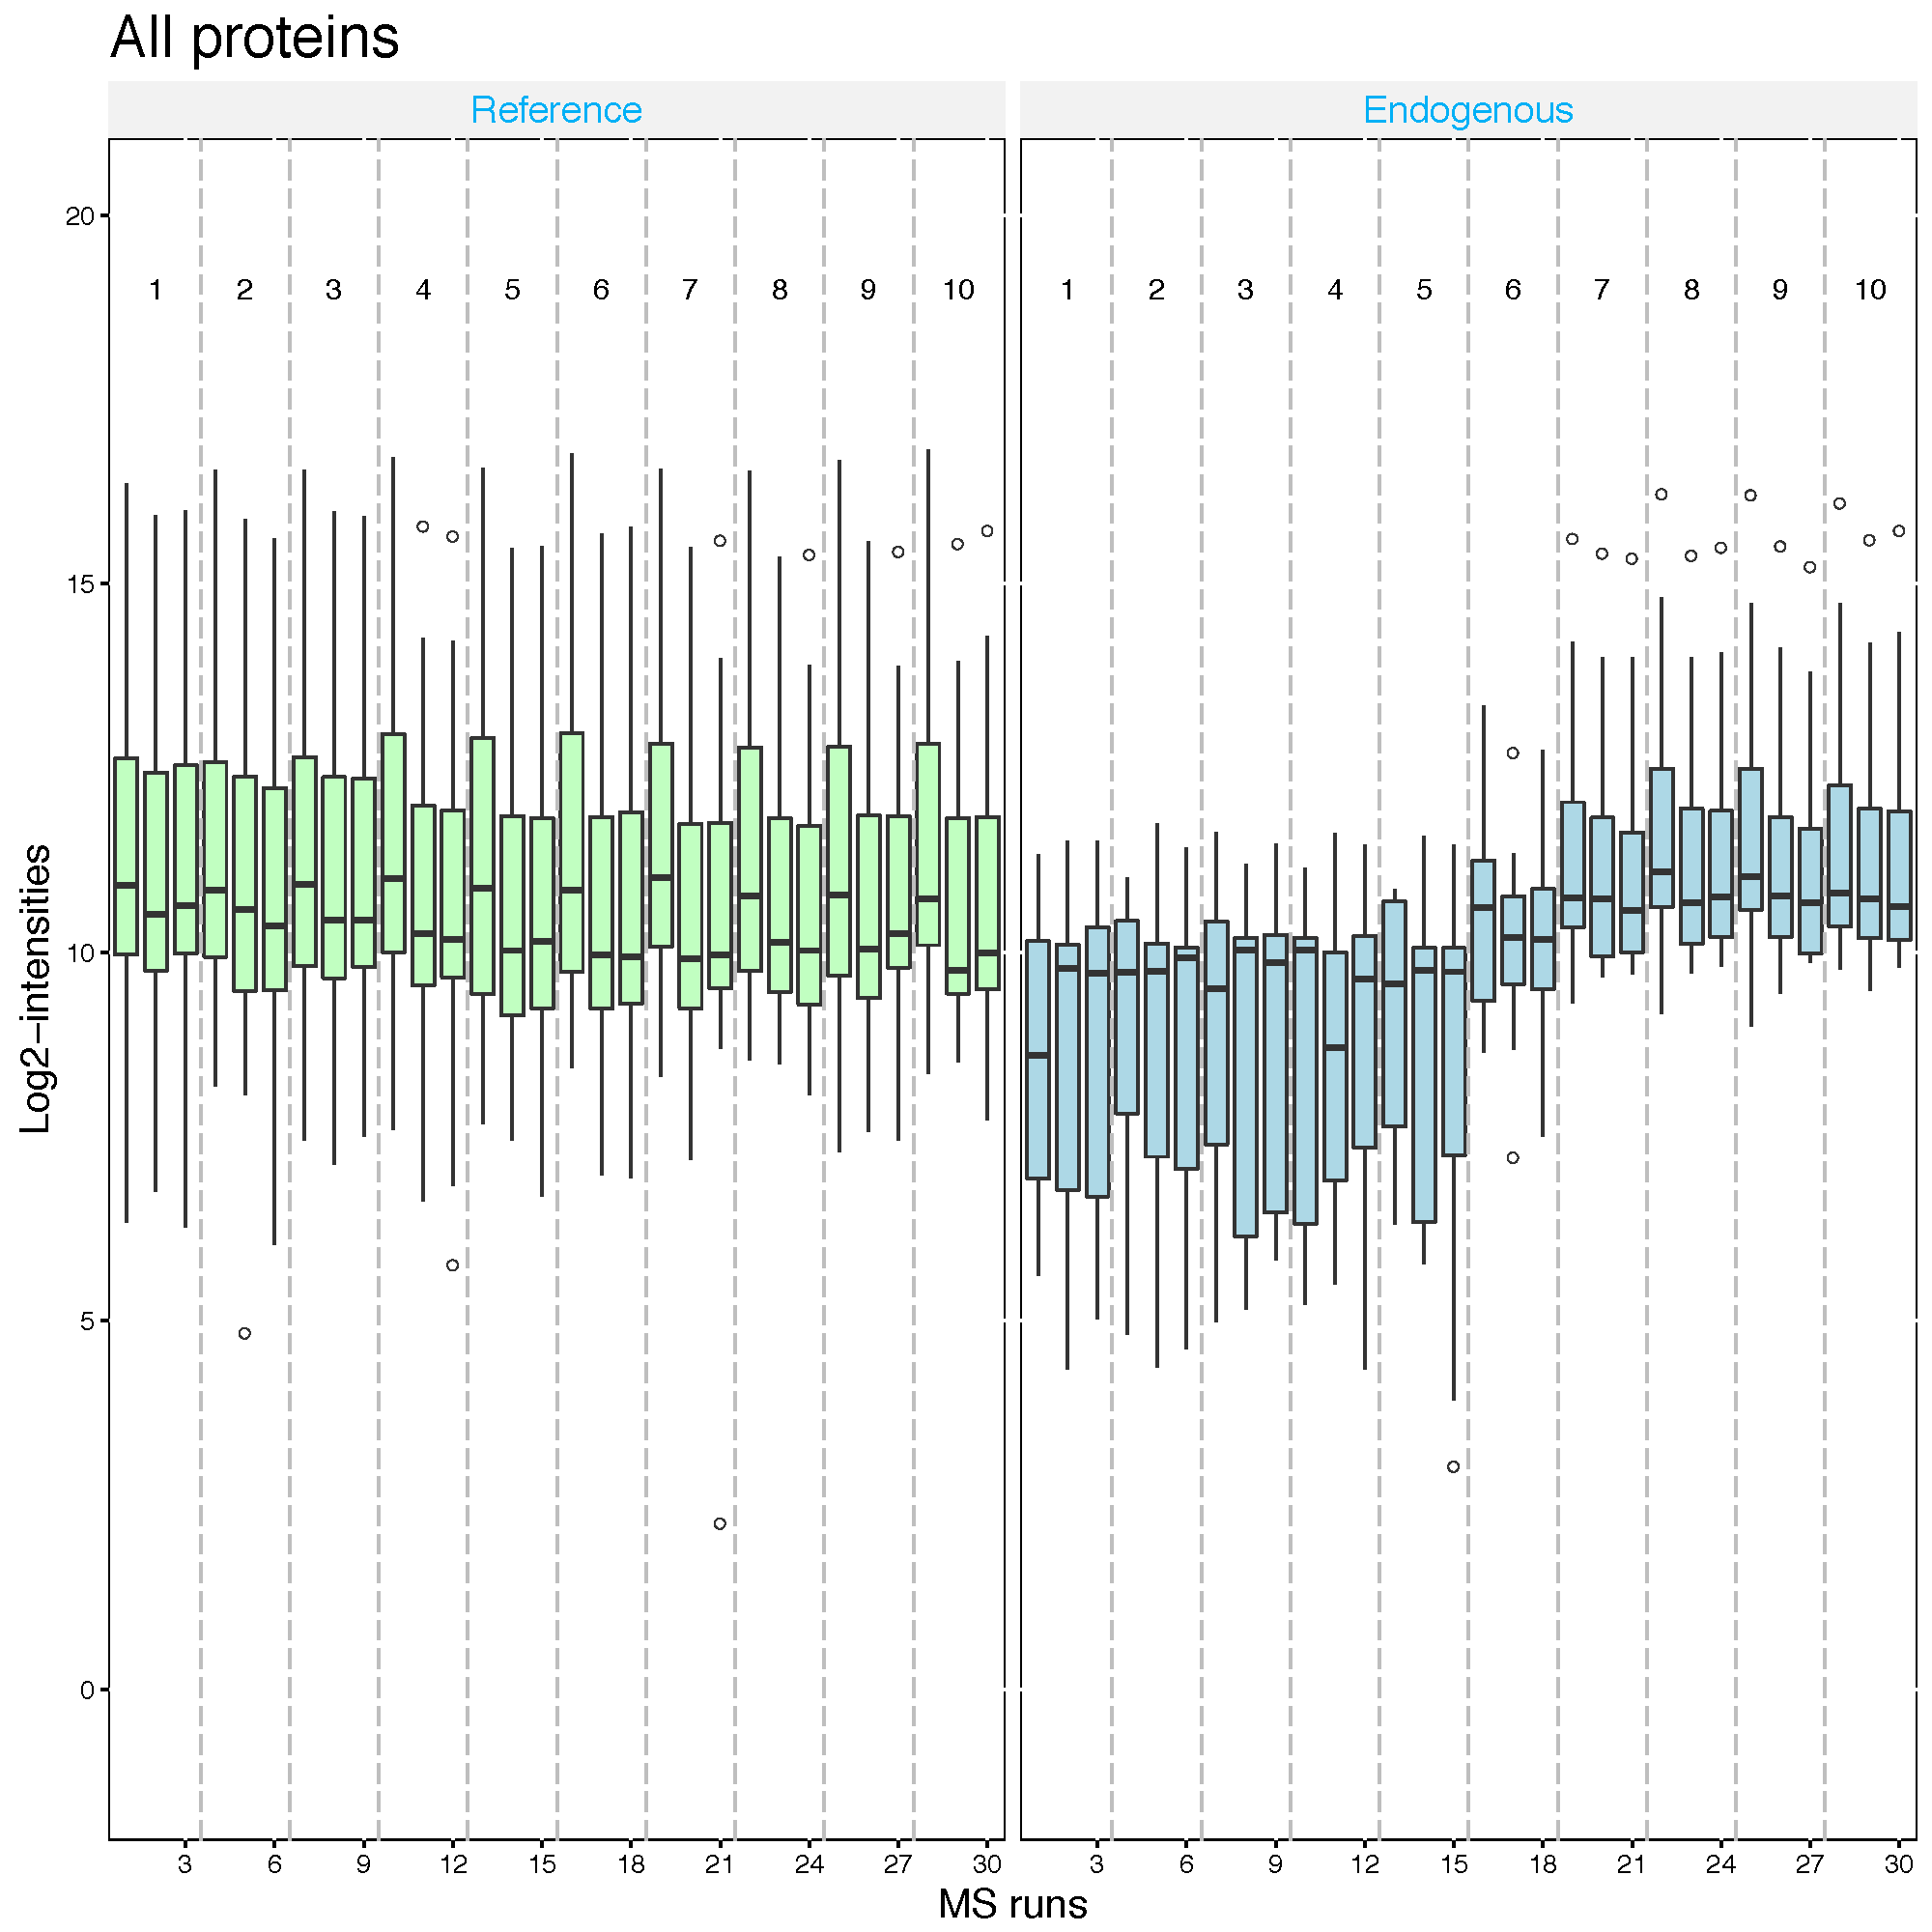 All proteins
Reference Endogenous
20
1 2 3 4 5 6 7 8 9 10 1 2 3 4 5 6 7 8 9 10
15
10
5
0
Log2-intensities
3 6 9 12 15 18 21 24 27 30 3 6 9 12 15 18 21 24 27 30
MS runs